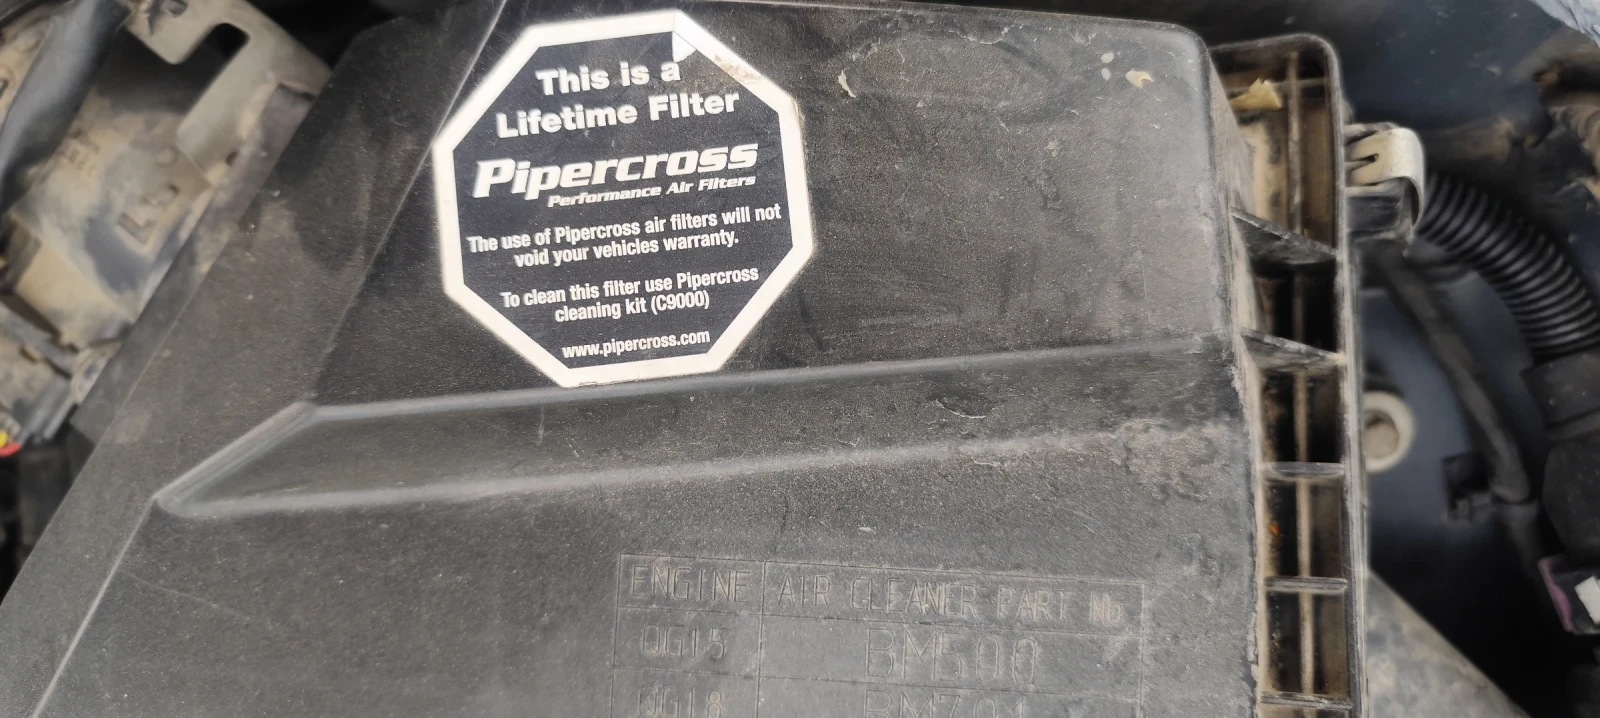 This is a
Lifetime Filter
Pipercross
Performance Air Filters
The use of Pipercross air filters will not
void your vehicles warranty.
To clean this filter use Pipercross
cleaning kit (C9000)
www.pipercross.com
ENGINE AIR CLEANER PART No
QG15 BM500
QG18 BM701